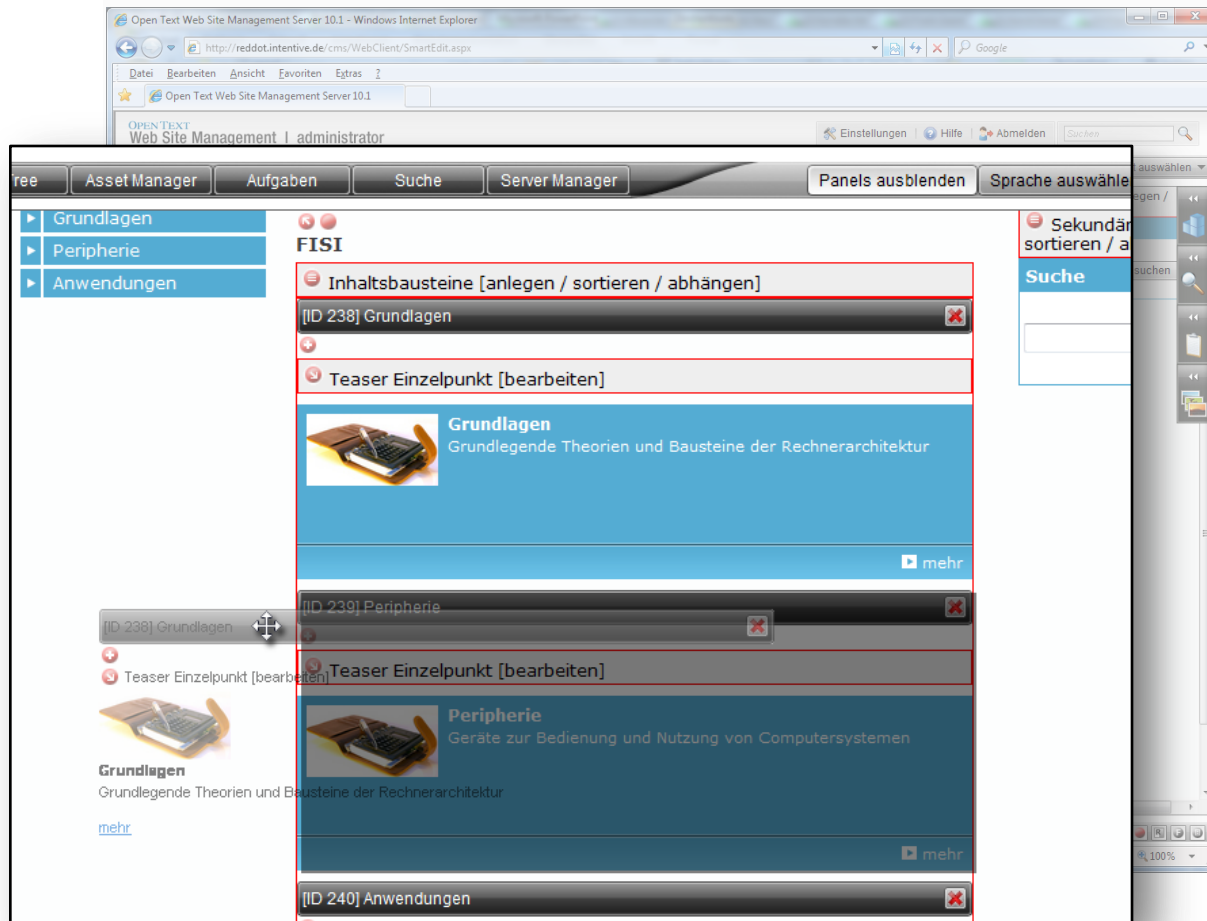 Open Text Web Site Management Server 10.1 - Windows Internet Explorer
http://reddot.intentive.de/cms/WebClient/SmartEdit.aspx
Google
Datei Bearbeiten Ansicht Favoriten Extras ?
Open Text Web Site Management Server 10.1
OPEN TEXT
Web Site Management | administrator
Einstellungen | Hilfe | Abmelden
Suchen
auswählen
Asset Manager
Aufgaben
Suche
Server Manager
Panels ausblenden
Sprache auswähle
egen /
suchen
Grundlagen
Peripherie
Anwendungen
FISI
Inhaltsbausteine [anlegen / sortieren / abhängen]
[ID 238] Grundlagen
Teaser Einzelpunkt [bearbeiten]
Grundlagen
Grundlegende Theorien und Bausteine der Rechnerarchitektur
mehr
Sekundär
sortieren / a
Suche
[ID 239] Peripherie
[ID 238] Grundlagen
Teaser Einzelpunkt [bearbeiten]
Teaser Einzelpunkt [bearbeiten]
Peripherie
Geräte zur Bedienung und Nutzung von Computersystemen
Grundlagen
Grundlegende Theorien und Bausteine der Rechnerarchitektur
mehr
mehr
[ID 240] Anwendungen
100%